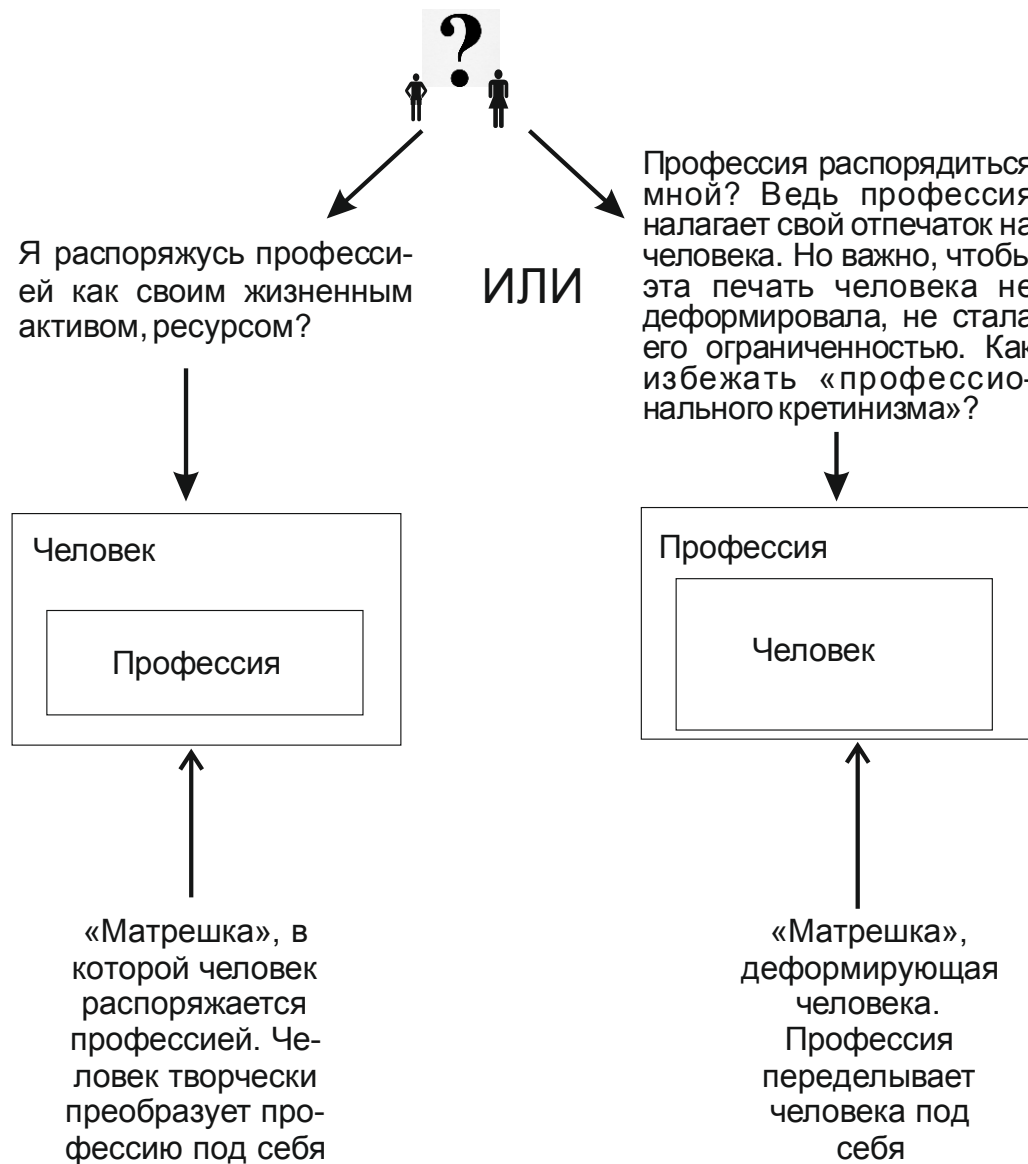 ?
Я распоряжусь професси-
ей как своим жизненным
активом, ресурсом?
ИЛИ
Профессия распорядиться
мной? Ведь профессия
налагает свой отпечаток на
человека. Но важно, чтобы
эта печать человека не
деформировала, не стала
его ограниченностью. Как
избежать «профессио-
нального кретинизма»?
Человек
Профессия
Профессия
Человек
«Матрешка», в
которой человек
распоряжается
профессией. Че-
ловек творчески
преобразует про-
фессию под себя
«Матрешка»,
деформирующая
человека.
Профессия
переделывает
человека под
себя